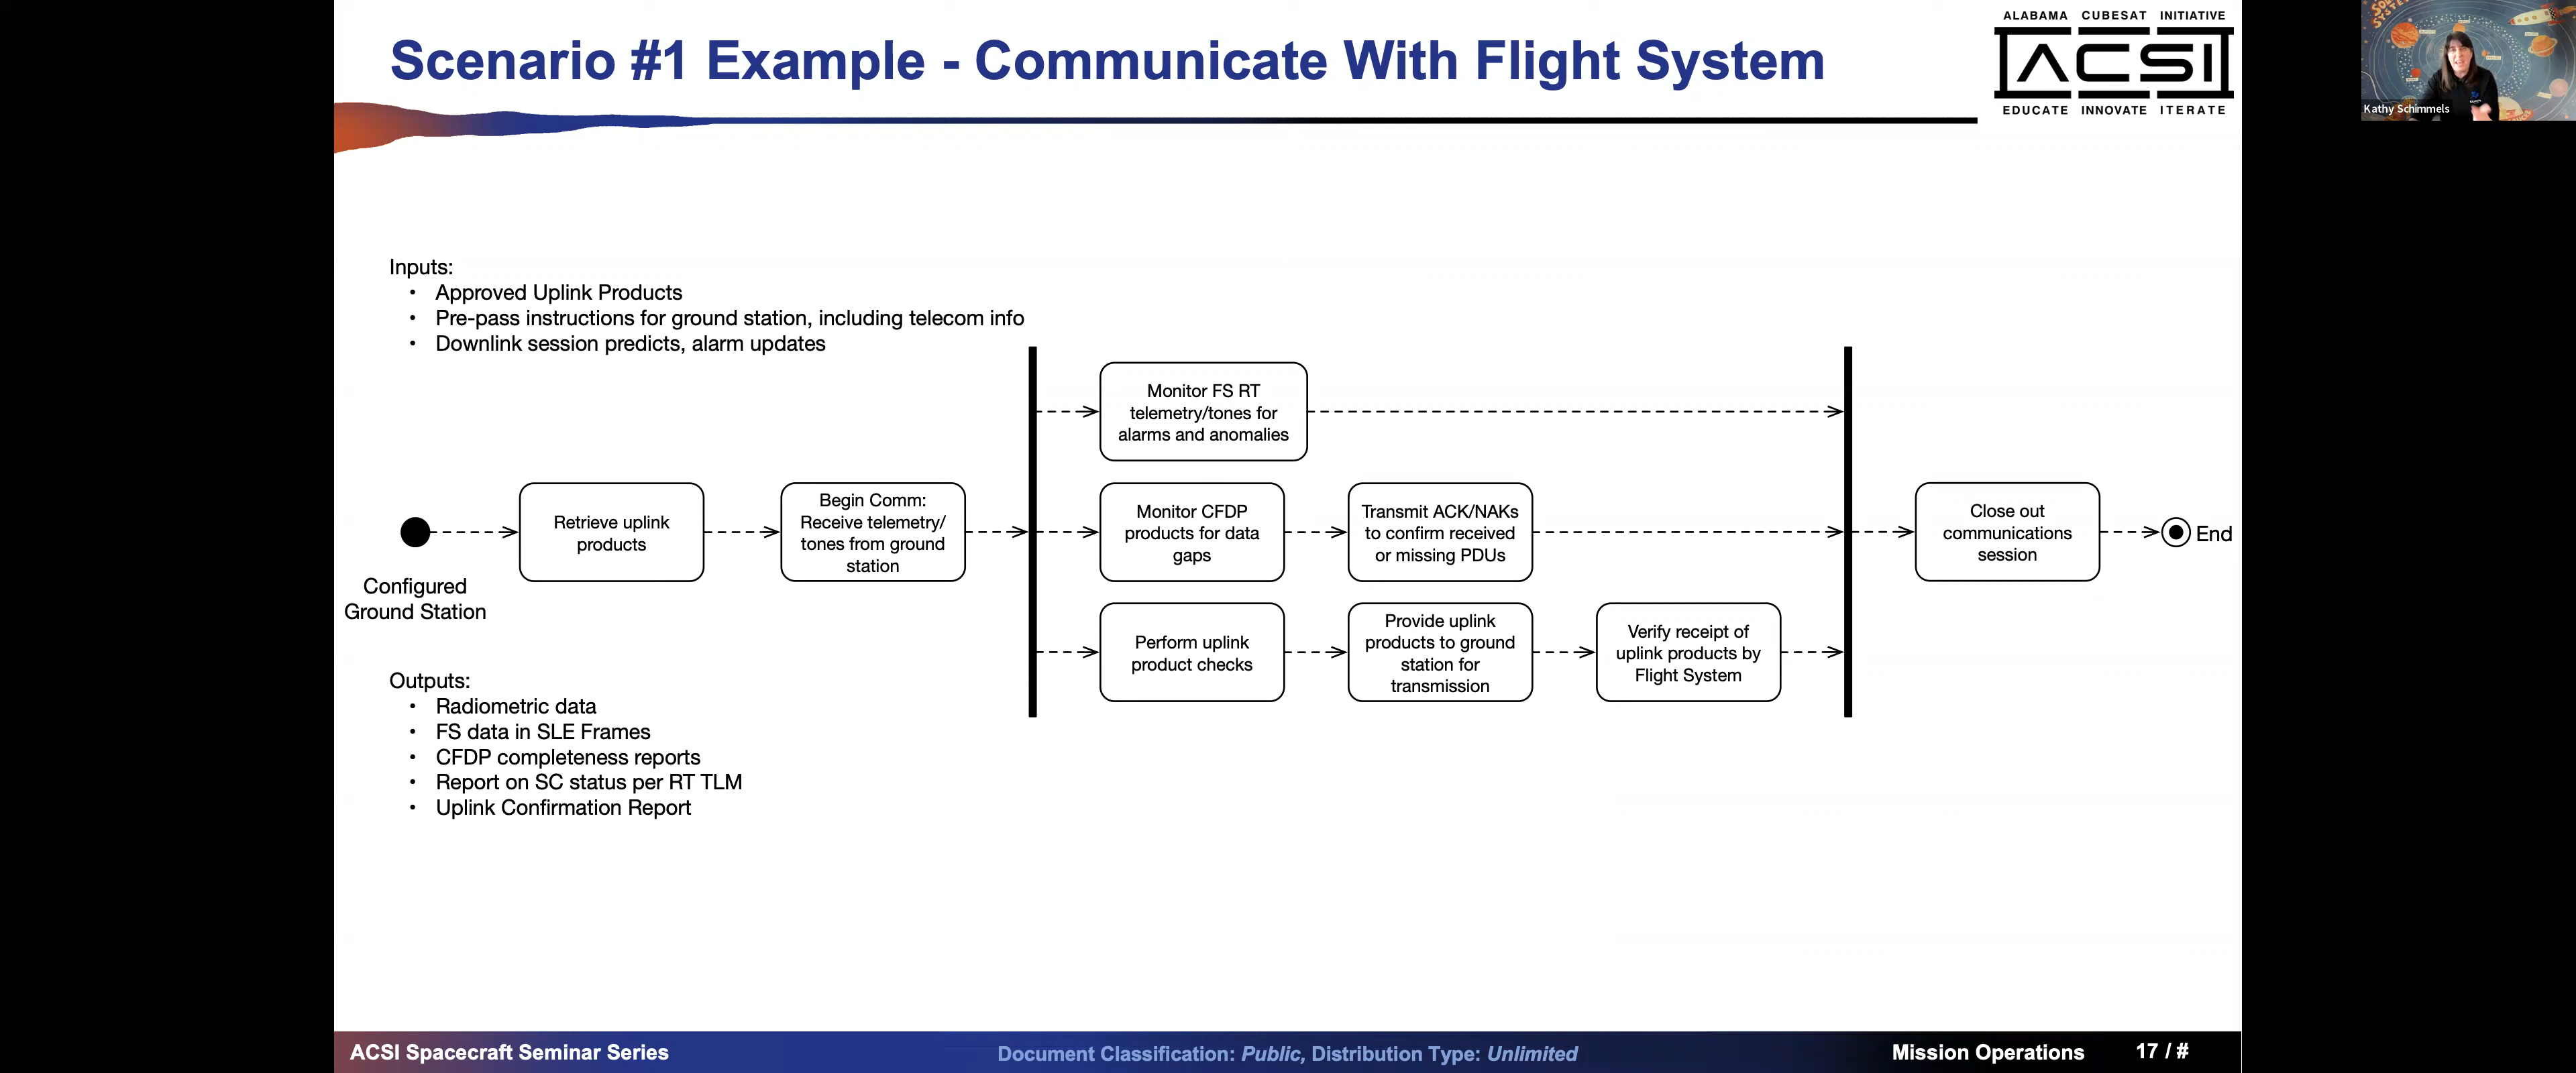 Scenario #1 Example - Communicate With Flight System
ALABAMA CUBESAT INITIATIVE
ACSI
EDUCATE INNOVATE ITERATE
Kathy Schimmels
Inputs:
• Approved Uplink Products
• Pre-pass instructions for ground station, including telecom info
• Downlink session predicts, alarm updates
Configured
Ground Station
Retrieve uplink
products
Begin Comm:
Receive telemetry/
tones from ground
station
Monitor FS RT
telemetry/tones for
alarms and anomalies
Monitor CFDP
products for data
gaps
Transmit ACK/NAKs
to confirm received
or missing PDUs
Perform uplink
product checks
Provide uplink
products to ground
station for
transmission
Verify receipt of
uplink products by
Flight System
Close out
communications
session
End
Outputs:
• Radiometric data
• FS data in SLE Frames
• CFDP completeness reports
• Report on SC status per RT TLM
• Uplink Confirmation Report
ACSI Spacecraft Seminar Series
Document Classification: Public, Distribution Type: Unlimited
Mission Operations
17 / #